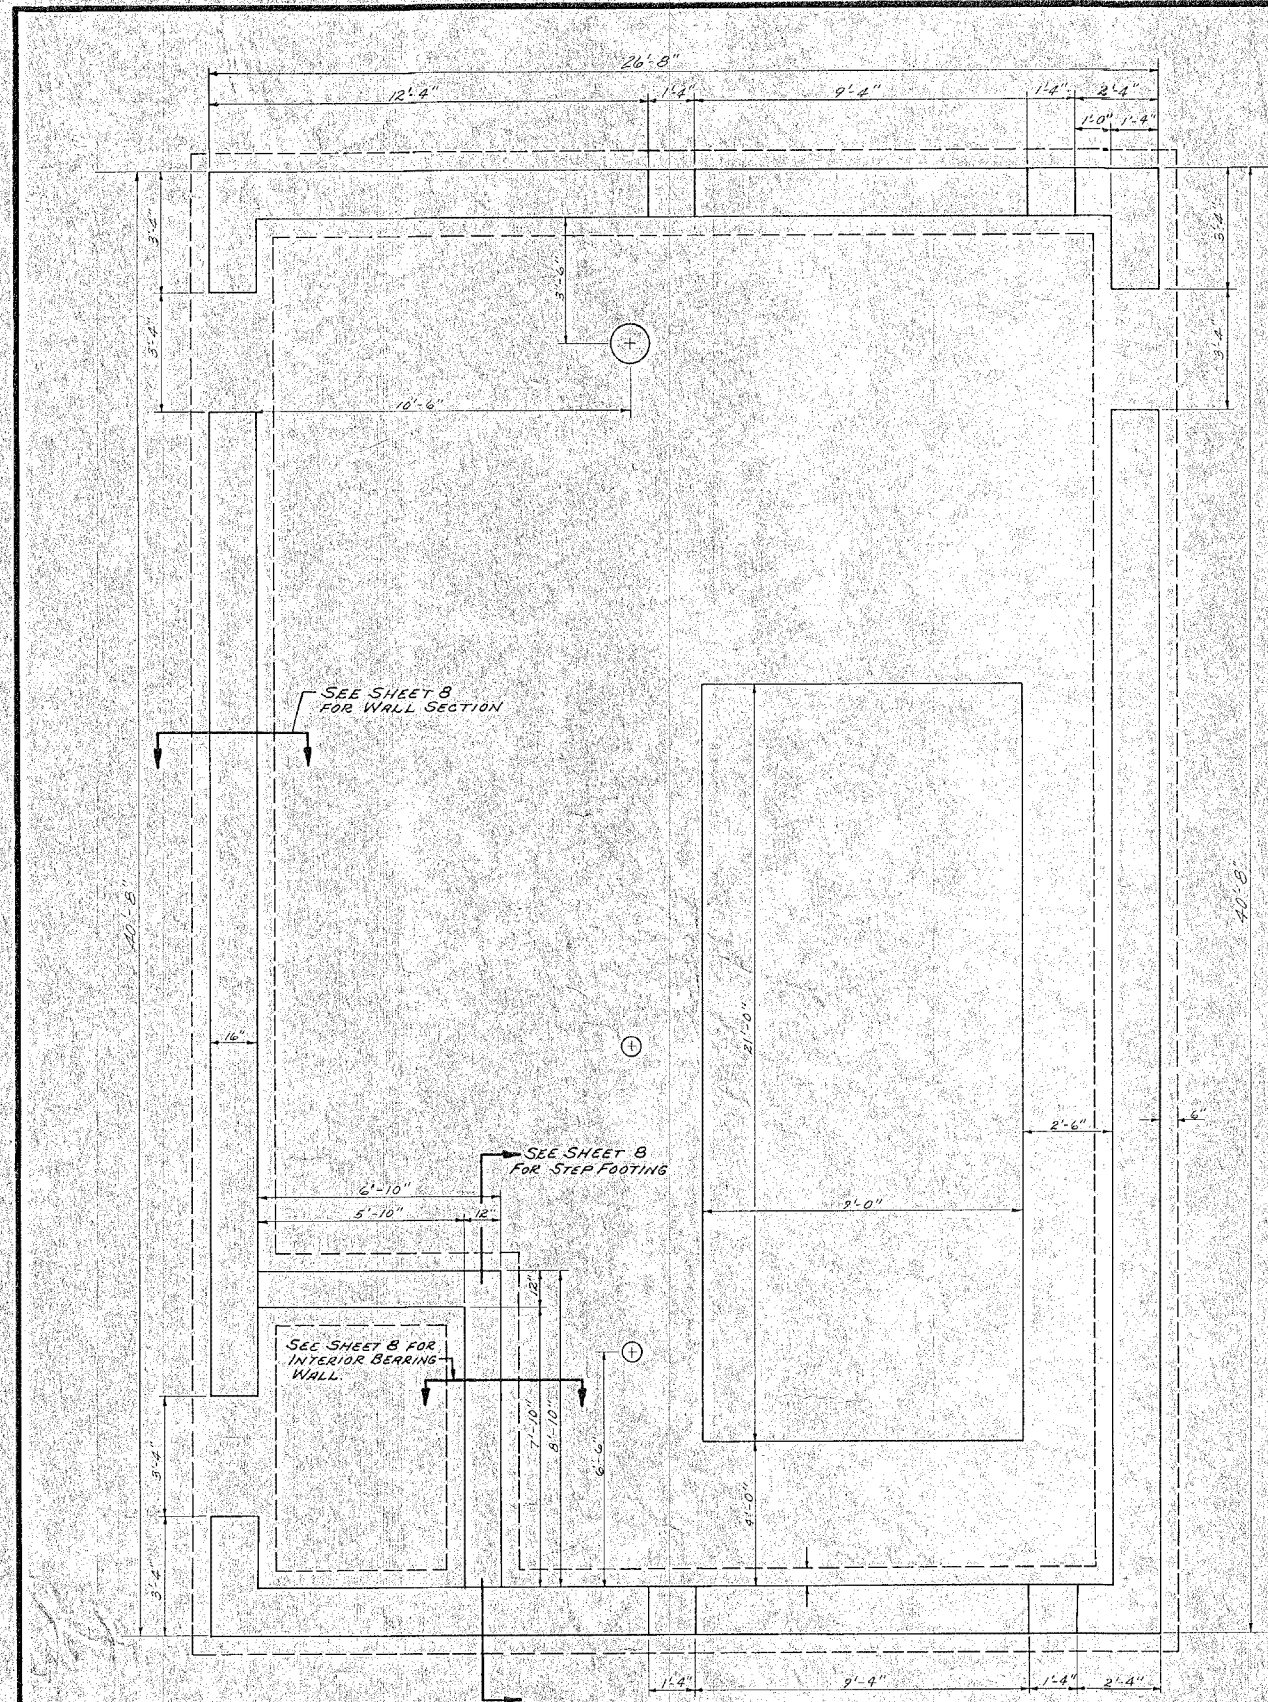 26'-8"
12'-4" 1'-4" 9'-4" 1'-4" 2'-4"
1'-0" 1'-4"
3'-4"
3'-4"
3'-6"
3'-4"
3'-4"
10'-6"
SEE SHEET 8
FOR WALL SECTION
40'-8"
40'-8"
16"
21'-0"
6"
2'-6"
SEE SHEET 8
FOR STEP FOOTING
6'-10"
5'-10" 12"
9'-0"
12"
SEE SHEET 8 FOR
INTERIOR BEARING
WALL.
7'-10"
8'-10"
6'-6"
3'-4"
4'-0"
3'-4"
1'-4" 9'-4" 1'-4" 2'-4"